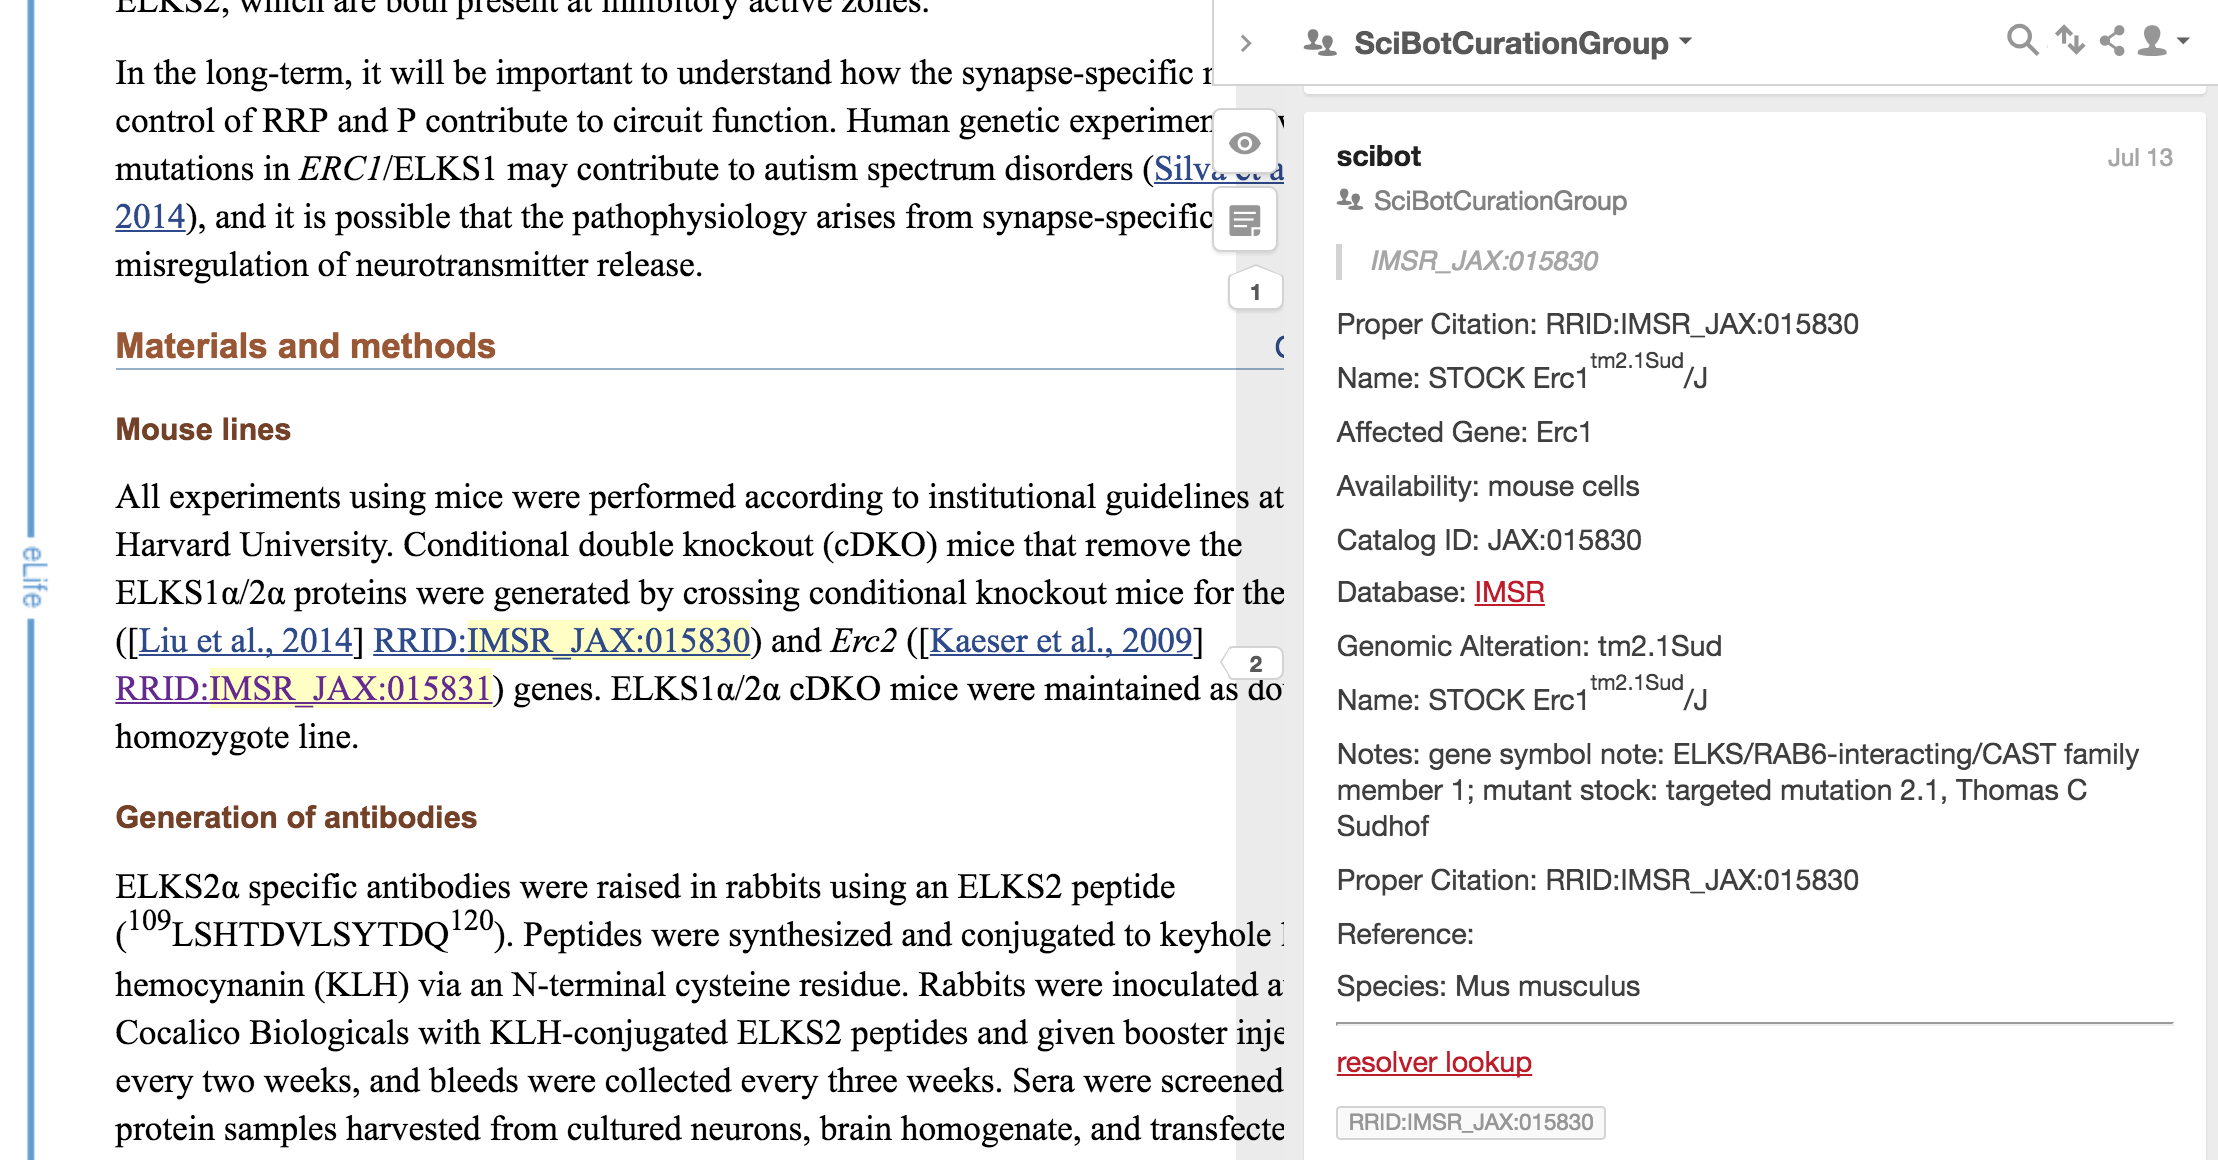 ELKS2, which are both present at inhibitory active zones.
In the long-term, it will be important to understand how the synapse-specific
control of RRP and P contribute to circuit function. Human genetic
mutations in ERC1/ELKS1 may contribute to autism spectrum disorders (Silva et a
2014), and it is possible that the pathophysiology arises from synapse-specific
misregulation of neurotransmitter release.
Materials and methods
Mouse lines
All experiments using mice were performed according to institutional guidelines at
Harvard University. Conditional double knockout (cDKO) mice that remove the
ELKS1α/2α proteins were generated by crossing conditional knockout mice for the
([Liu et al., 2014] RRID:IMSR_JAX:015830) and Erc2 ([Kaeser et al., 2009]
RRID:IMSR_JAX:015831) genes. ELKS1α/2α cDKO mice were maintained as do
homozygote line.
Generation of antibodies
ELKS2α specific antibodies were raised in rabbits using an ELKS2 peptide
(109LSHTDVLSYTDQ120). Peptides were synthesized and conjugated to keyhole
hemocynanin (KLH) via an N-terminal cysteine residue. Rabbits were inoculated a
Cocalico Biologicals with KLH-conjugated ELKS2 peptides and given booster inje
every two weeks, and bleeds were collected every three weeks. Sera were screened
protein samples harvested from cultured neurons, brain homogenate, and transfecte
eLife
1
2
SciBotCurationGroup
scibot
Jul 13
SciBotCurationGroup
IMSR_JAX:015830
Proper Citation: RRID:IMSR_JAX:015830
Name: STOCK Erc1tm2.1Sud/J
Affected Gene: Erc1
Availability: mouse cells
Catalog ID: JAX:015830
Database: IMSR
Genomic Alteration: tm2.1Sud
Name: STOCK Erc1tm2.1Sud/J
Notes: gene symbol note: ELKS/RAB6-interacting/CAST family
member 1; mutant stock: targeted mutation 2.1, Thomas C
Sudhof
Proper Citation: RRID:IMSR_JAX:015830
Reference:
Species: Mus musculus
resolver lookup
RRID:IMSR_JAX:015830